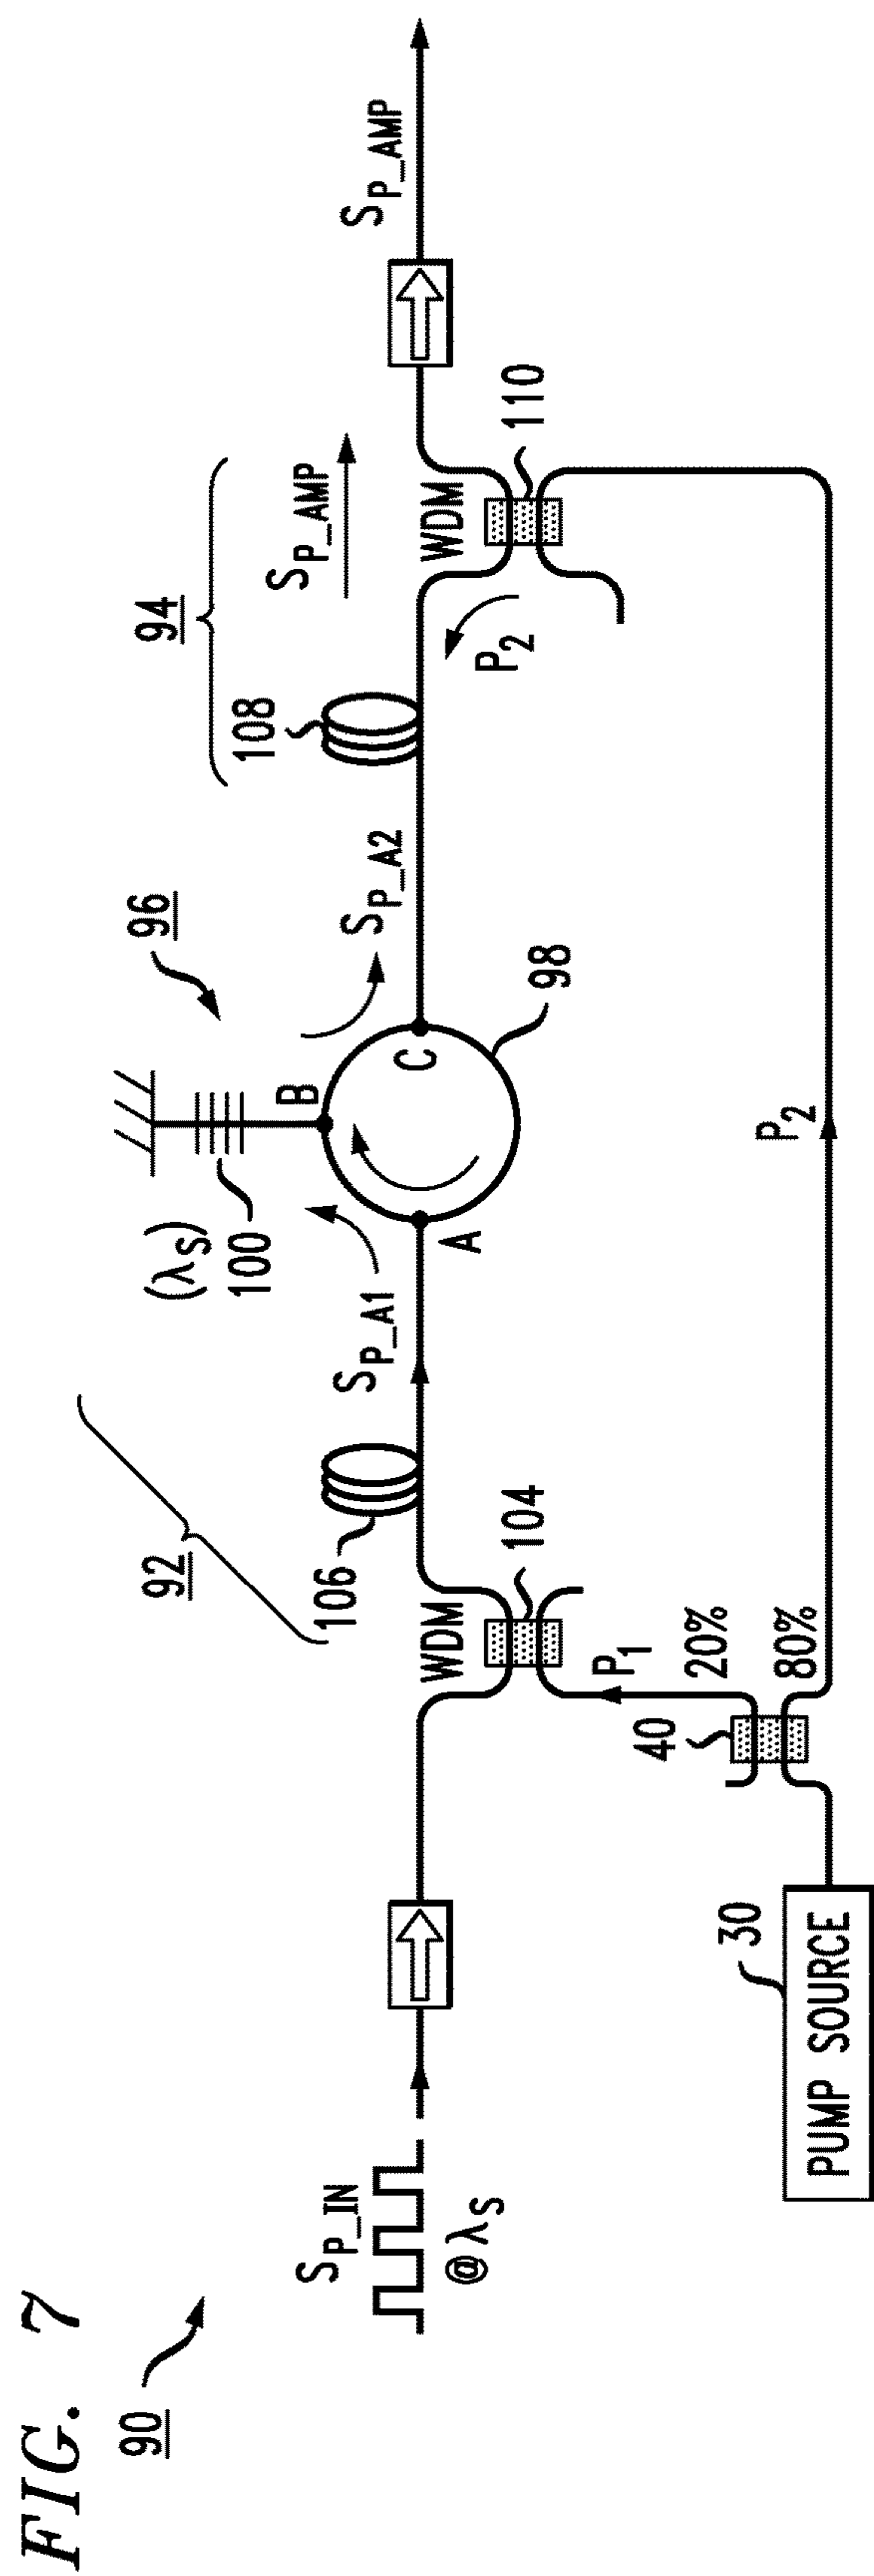 FIG. 7
90
S_P_IN
@λ_S
92
106
WDM
104
P_1
20%
80%
40
30
PUMP SOURCE
S_P_A1
(λ_S)
100
96
A
B
C
98
S_P_A2
94
108
S_P_AMP
P_2
WDM
110
P_2
S_P_AMP